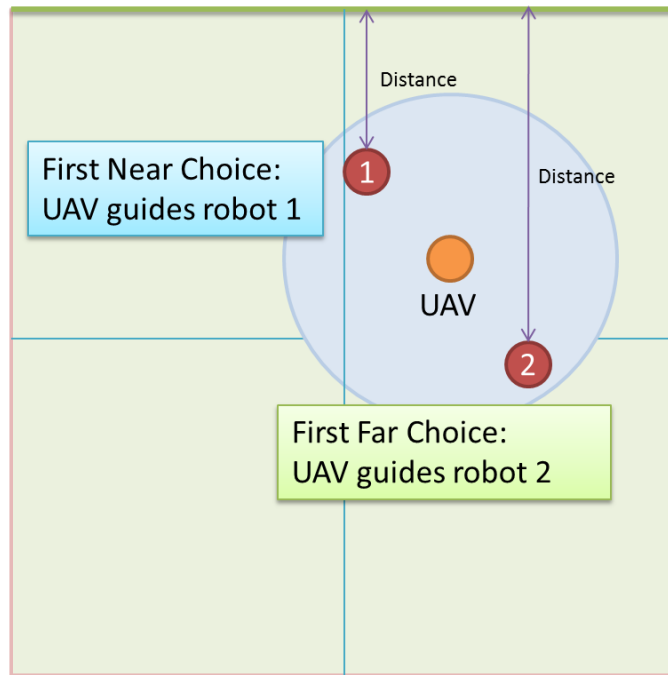 Distance
First Near Choice:
UAV guides robot 1
1
Distance
UAV
2
First Far Choice:
UAV guides robot 2